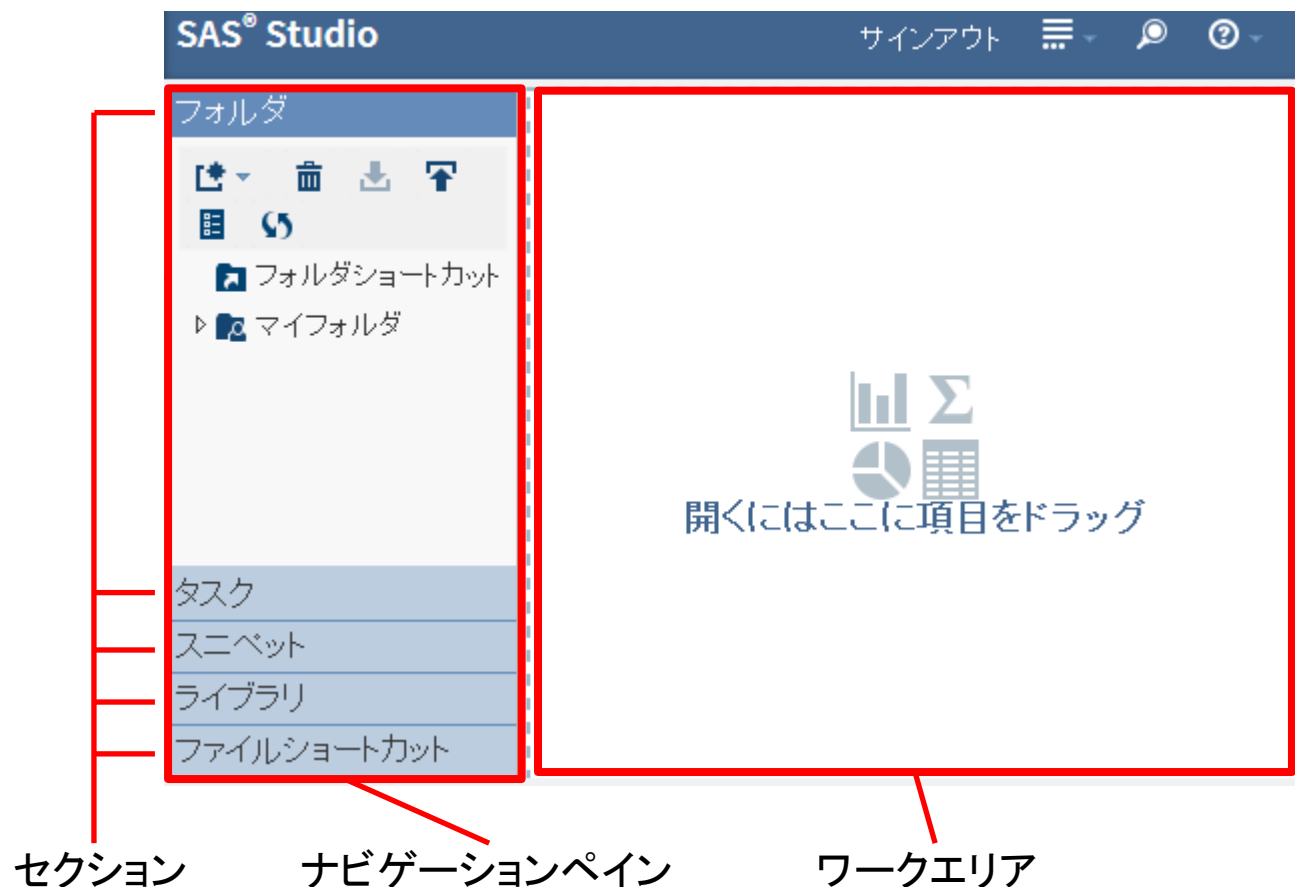 SAS® Studio
サインアウト
フォルダ
フォルダショートカット
マイフォルダ
開くにはここに項目をドラッグ
タスク
スニペット
ライブラリ
ファイルショートカット
セクション ナビゲーションペイン ワークエリア